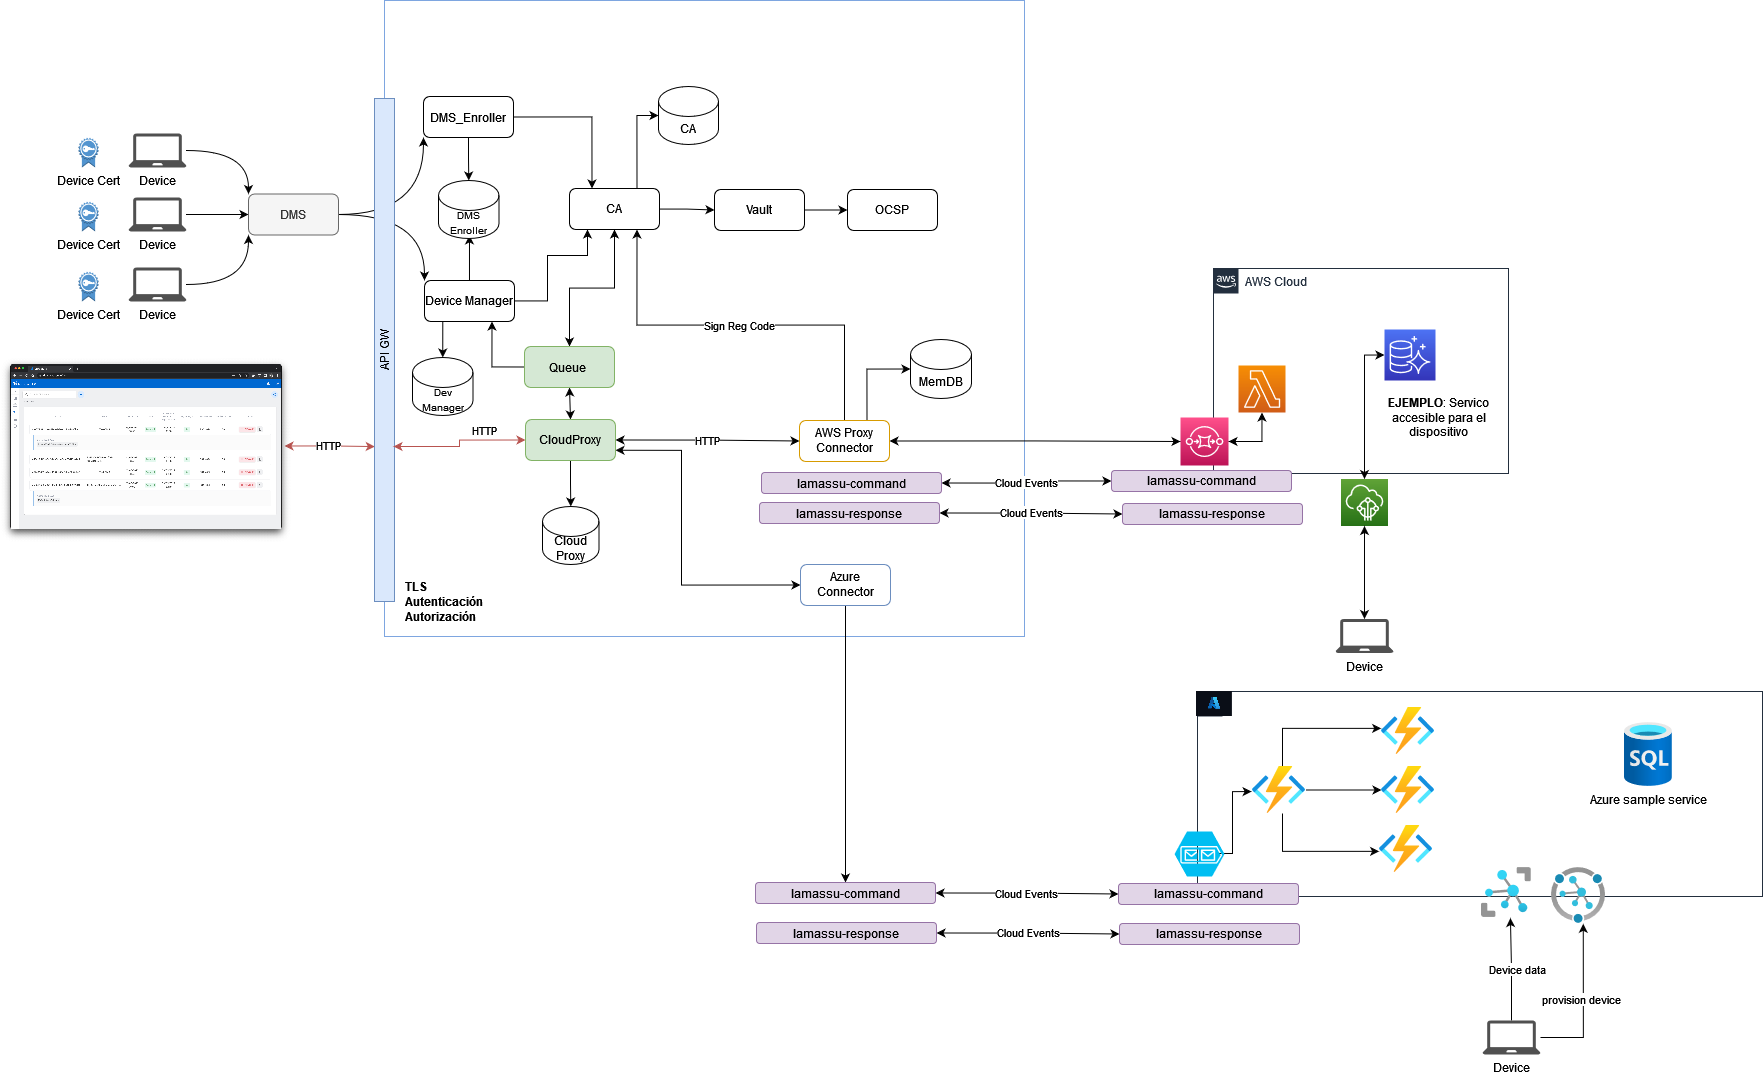 DMS_Enroller
CA
Device Cert
Device
DMS
Enroller
CA
Vault
OCSP
DMS
Device Cert
Device
Device Cert
Device
Device Manager
aws
AWS Cloud
Sign Reg Code
API GW
Queue
MemDB
Dev
Manager
EJEMPLO: Servico
accesible para el
dispositivo
HTTP
HTTP
CloudProxy
HTTP
AWS Proxy
Connector
lamassu-command
Cloud Events
lamassu-command
lamassu-response
Cloud Events
lamassu-response
Cloud
Proxy
TLS
Autenticación
Autorización
Azure
Connector
Device
SQL
Azure sample service
lamassu-command
Cloud Events
lamassu-command
lamassu-response
Cloud Events
lamassu-response
Device data
provision device
Device